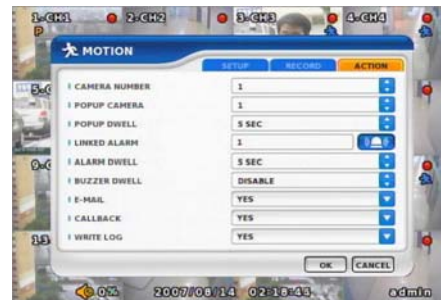 1-CH1 2-CH2 3-CH3 4-CH4
P
MOTION
SETUP RECORD ACTION
CAMERA NUMBER 1
POPUP CAMERA 1
POPUP DWELL 5 SEC
LINKED ALARM 1
ALARM DWELL 5 SEC
BUZZER DWELL DISABLE
E-MAIL YES
CALLBACK YES
WRITE LOG YES
OK CANCEL
0% 2007/08/14 02:18:43 admin